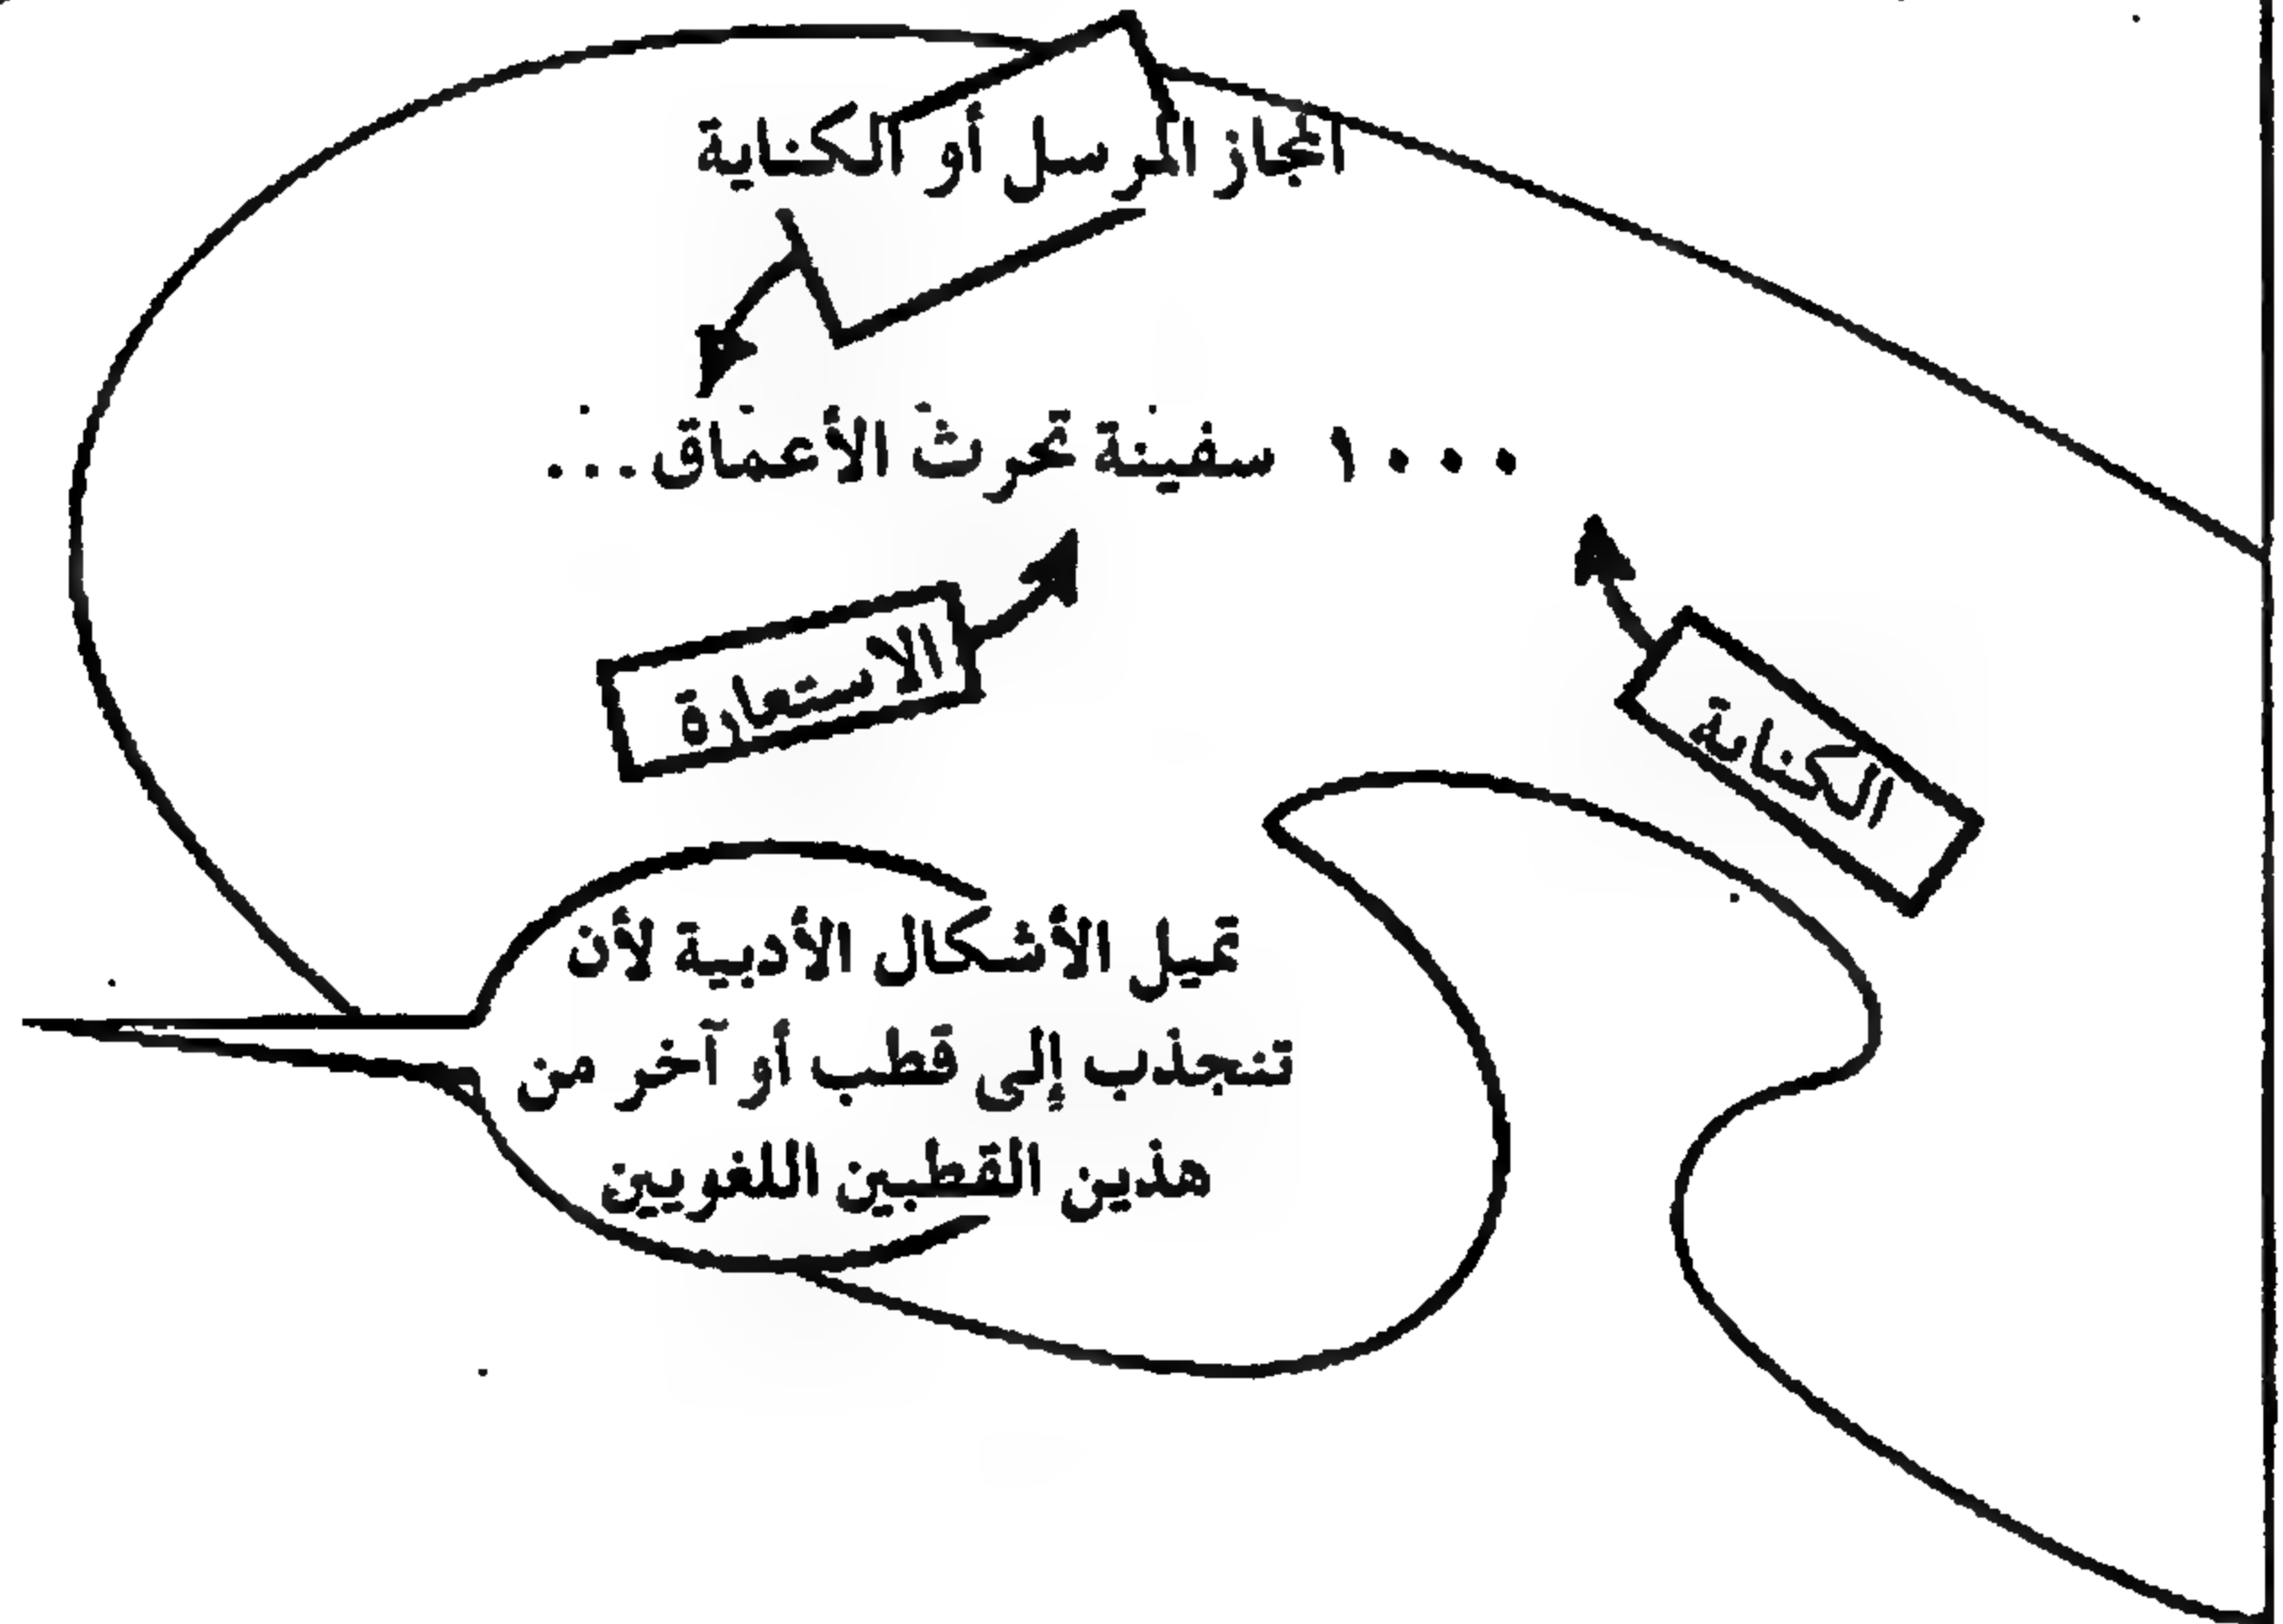 المجاز المرسل أو الكناية
١٠٠٠ سفينة تحرث الأعماق...
الاستعارة
الكناية
تميل الأشكال الأدبية لأن
تنجذب إلى قطب أو آخر من
هذين القطبين اللغويين